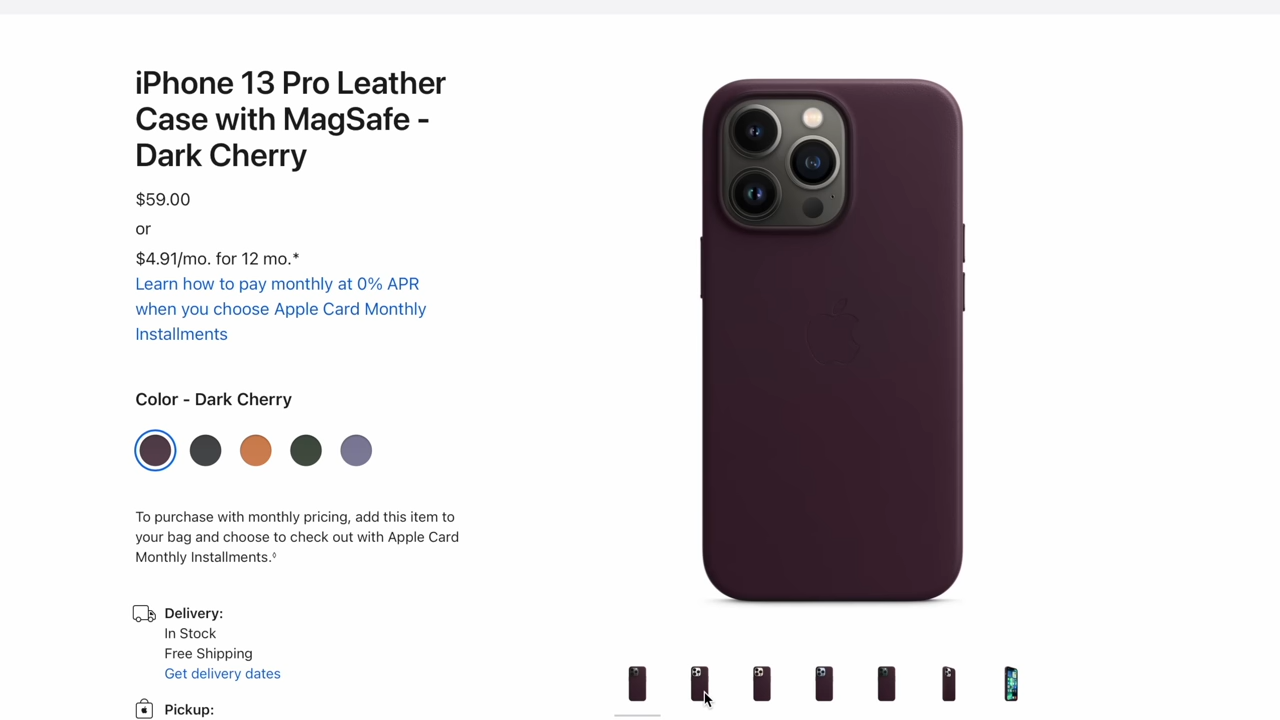 iPhone 13 Pro Leather
Case with MagSafe -
Dark Cherry
$59.00
or
$4.91/mo. for 12 mo.*
Learn how to pay monthly at 0% APR
when you choose Apple Card Monthly
Installments
Color - Dark Cherry
To purchase with monthly pricing, add this item to
your bag and choose to check out with Apple Card
Monthly Installments.◊
Delivery:
In Stock
Free Shipping
Get delivery dates
Pickup: